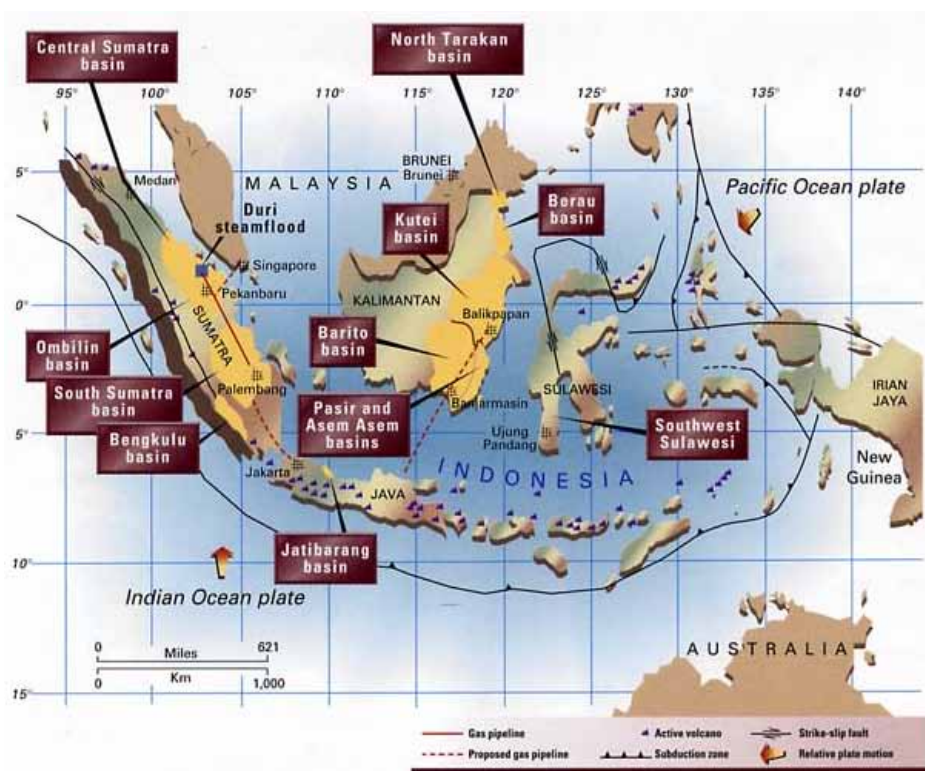 Central Sumatra
basin
North Tarakan
basin
95°
100°
105°
110°
115°
120°
125°
130°
135°
140°
5°
0°
5°
10°
15°
Medan
MALAYSIA
BRUNEI
Brunei
Pacific Ocean plate
Duri
steamflood
Kutei
basin
Berau
basin
Singapore
Pekanbaru
KALIMANTAN
Balikpapan
SUMATRA
Ombilin
basin
Barito
basin
South Sumatra
basin
Palembang
Pasir and
Asem Asem
basins
Banjarmasin
SULAWESI
IRIAN
JAYA
Bengkulu
basin
Ujung
Pandang
Southwest
Sulawesi
Jakarta
INDONESIA
New
Guinea
JAVA
Jatibarang
basin
Indian Ocean plate
0 Miles 621
0 Km 1,000
AUSTRALIA
Gas pipeline
Active volcano
Strike-slip fault
Proposed gas pipeline
Subduction zone
Relative plate motion